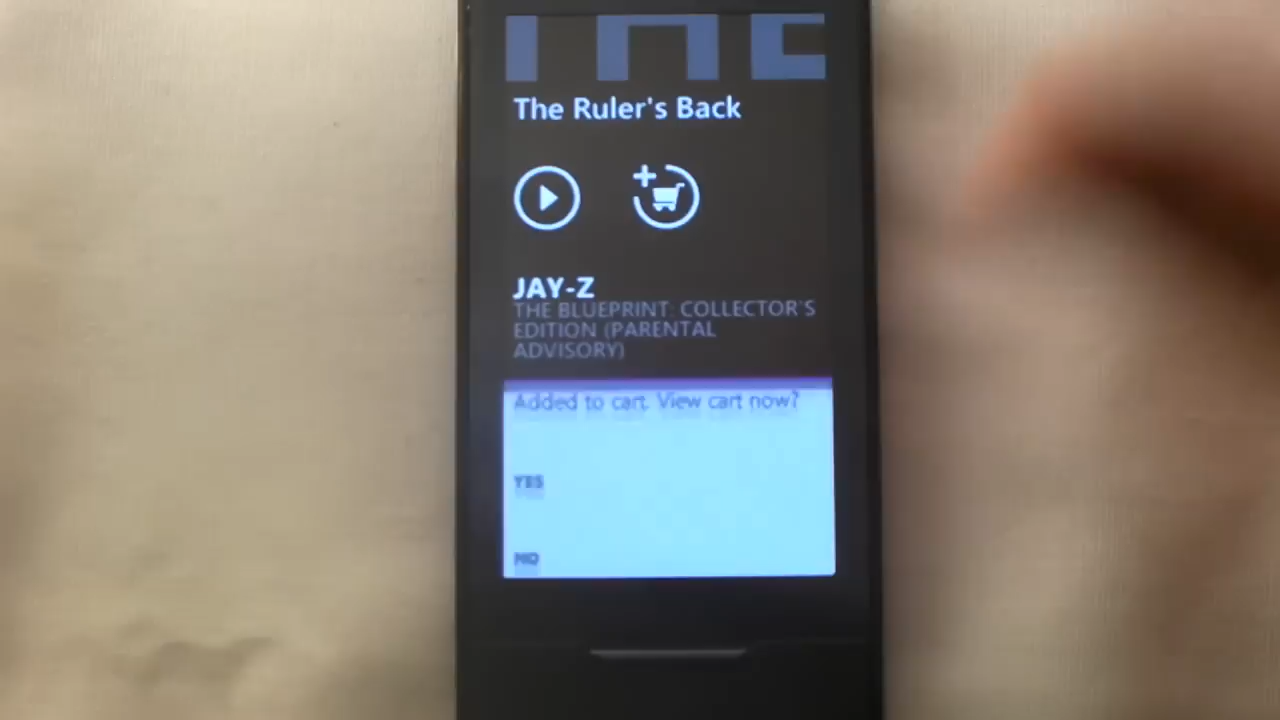 The Ruler's Back
JAY-Z
THE BLUEPRINT: COLLECTOR'S
EDITION (PARENTAL
ADVISORY)
Added to cart. View cart now?
YES
NO